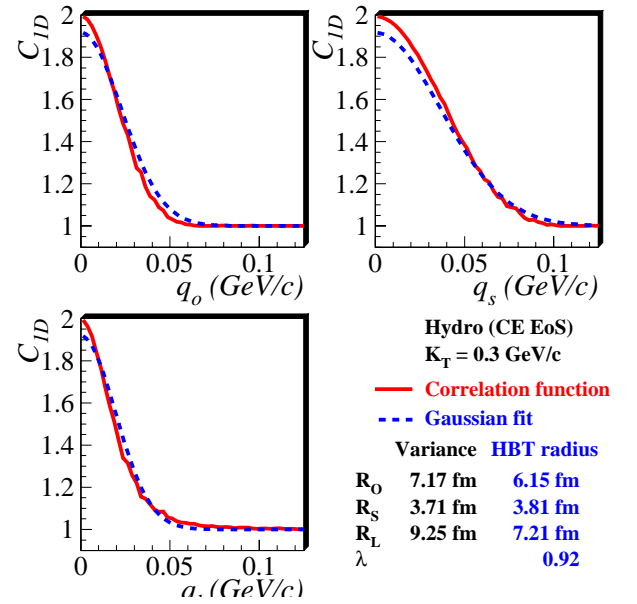 C1D
2
1.8
1.6
1.4
1.2
1
0 0.05 0.1
qo (GeV/c)
C1D
2
1.8
1.6
1.4
1.2
1
0 0.05 0.1
qs (GeV/c)
C1D
2
1.8
1.6
1.4
1.2
1
0 0.05 0.1
(GeV/c)
Hydro (CE EoS)
KT = 0.3 GeV/c
Correlation function
Gaussian fit
Variance HBT radius
RO 7.17 fm 6.15 fm
RS 3.71 fm 3.81 fm
RL 9.25 fm 7.21 fm
λ 0.92